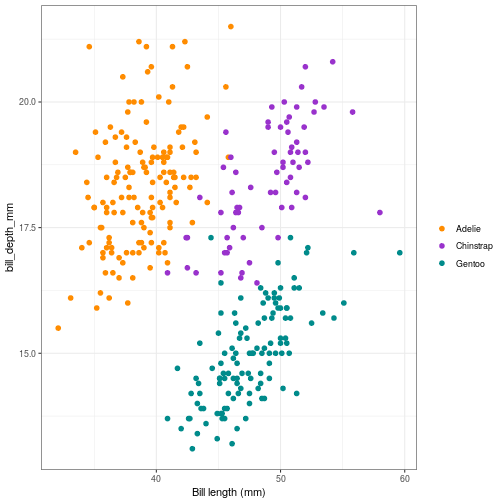 20.0
17.5
15.0
bill_depth_mm
40
50
60
Bill length (mm)
Adelie
Chinstrap
Gentoo